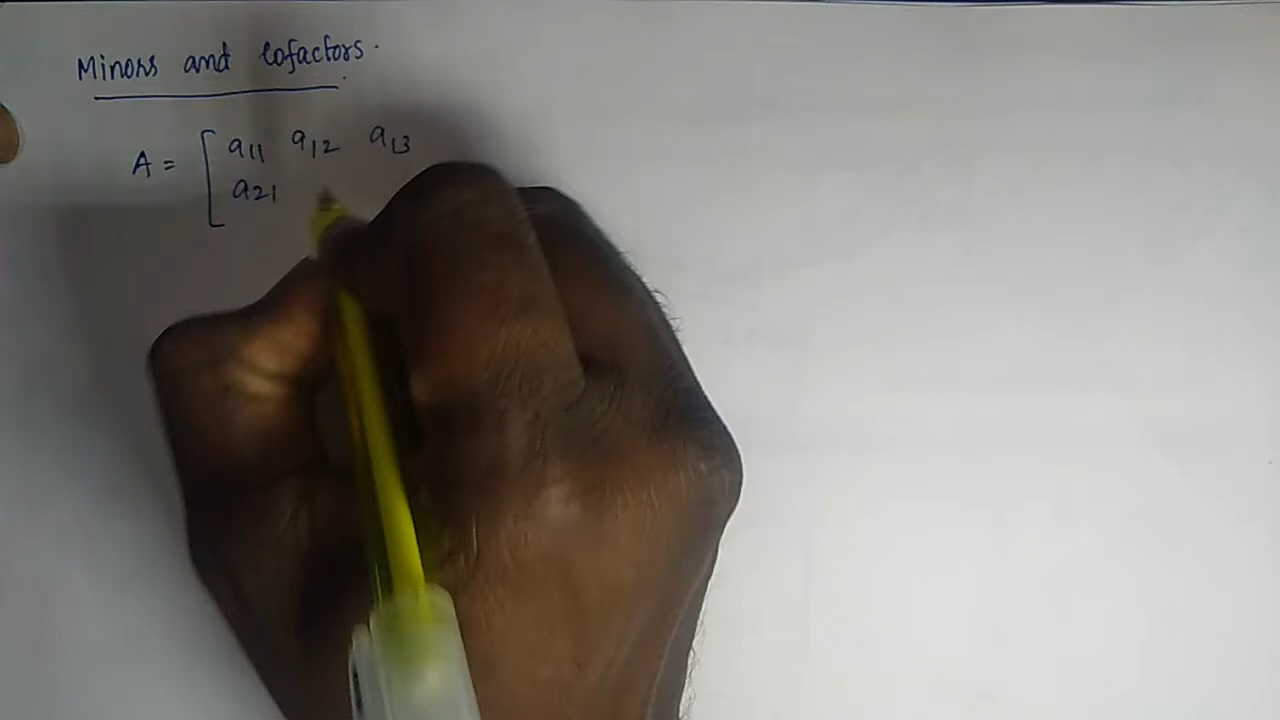 Minors and Cofactors.
A = [ a11 a12 a13
a21